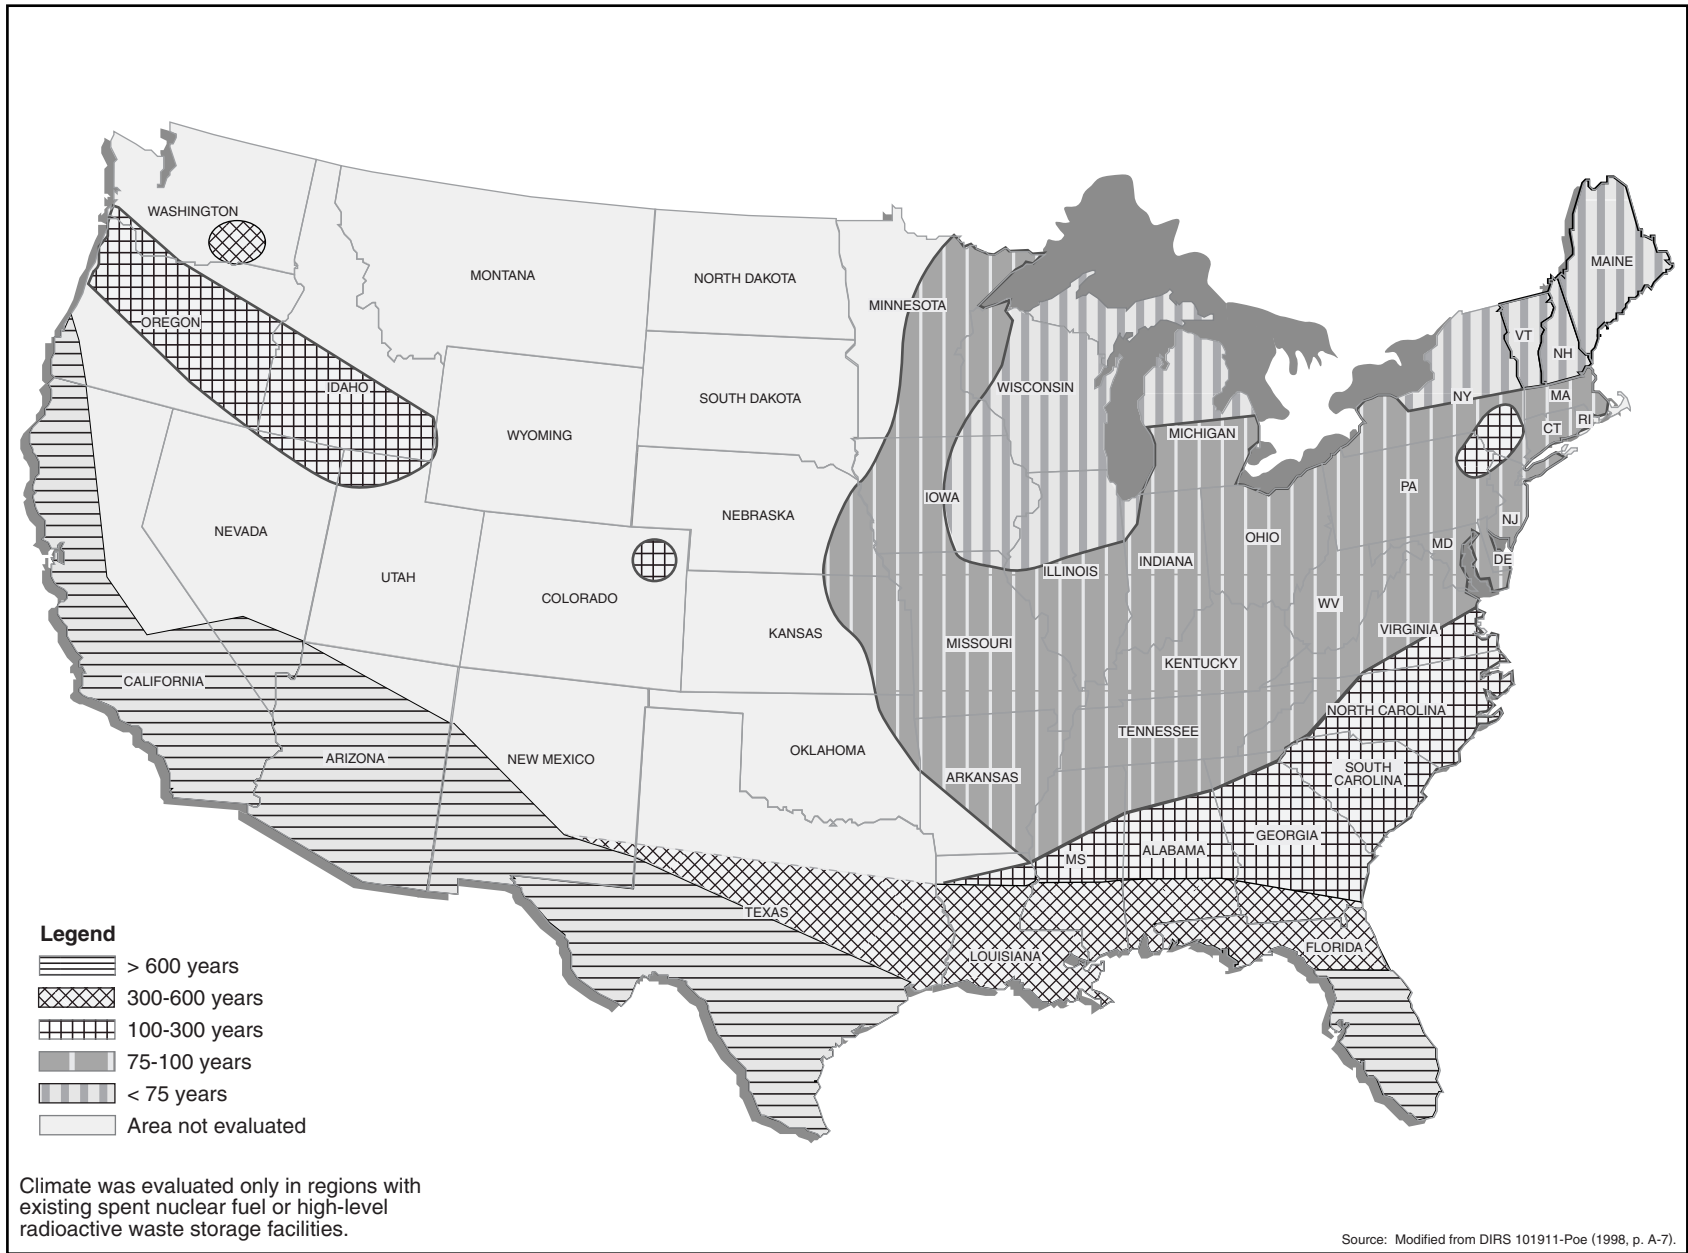 WASHINGTON
MONTANA
NORTH DAKOTA
MINNESOTA
MAINE
OREGON
VT
NH
IDAHO
SOUTH DAKOTA
WISCONSIN
NY
MA
RI
CT
WYOMING
MICHIGAN
IOWA
PA
NEBRASKA
NJ
NEVADA
OHIO
MD
DE
INDIANA
ILLINOIS
UTAH
COLORADO
WV
KANSAS
MISSOURI
VIRGINIA
KENTUCKY
CALIFORNIA
NORTH CAROLINA
TENNESSEE
ARIZONA
NEW MEXICO
OKLAHOMA
ARKANSAS
SOUTH
CAROLINA
GEORGIA
MS
ALABAMA
TEXAS
LOUISIANA
FLORIDA
Legend
> 600 years
300-600 years
100-300 years
75-100 years
< 75 years
Area not evaluated
Climate was evaluated only in regions with
existing spent nuclear fuel or high-level
radioactive waste storage facilities.
Source: Modified from DIRS 101911-Poe (1998, p. A-7).